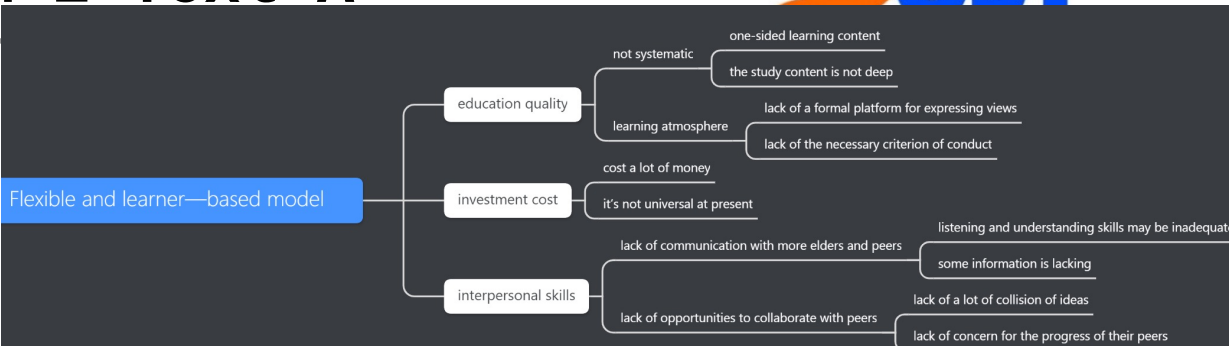 one-sided learning content
not systematic
the study content is not deep
education quality
lack of a formal platform for expressing views
learning atmosphere
lack of the necessary criterion of conduct
cost a lot of money
Flexible and learner—based model
investment cost
it's not universal at present
listening and understanding skills may be inadequate
lack of communication with more elders and peers
some information is lacking
interpersonal skills
lack of a lot of collision of ideas
lack of opportunities to collaborate with peers
lack of concern for the progress of their peers